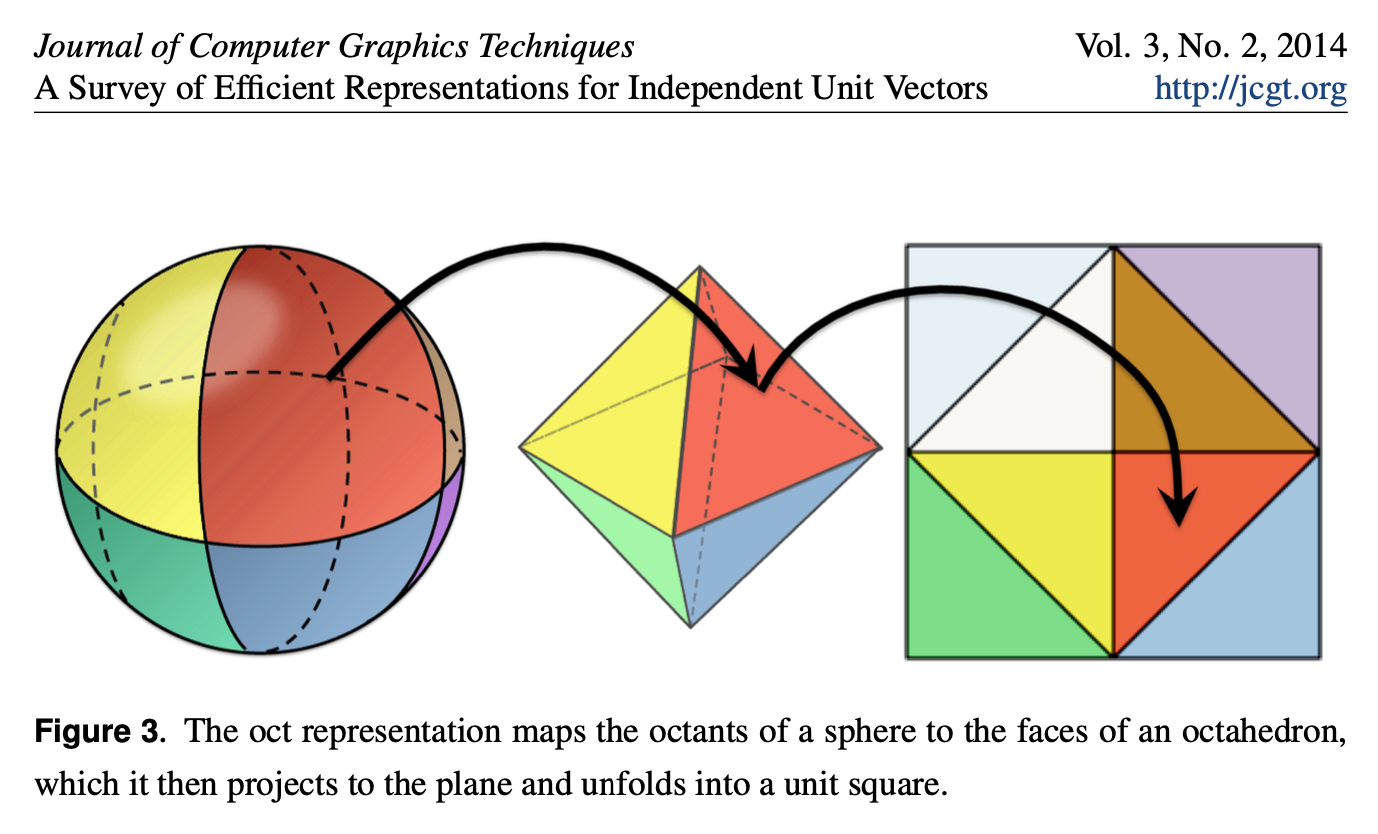 Journal of Computer Graphics Techniques
Vol. 3, No. 2, 2014
A Survey of Efficient Representations for Independent Unit Vectors
http://jcgt.org
Figure 3. The oct representation maps the octants of a sphere to the faces of an octahedron,
which it then projects to the plane and unfolds into a unit square.